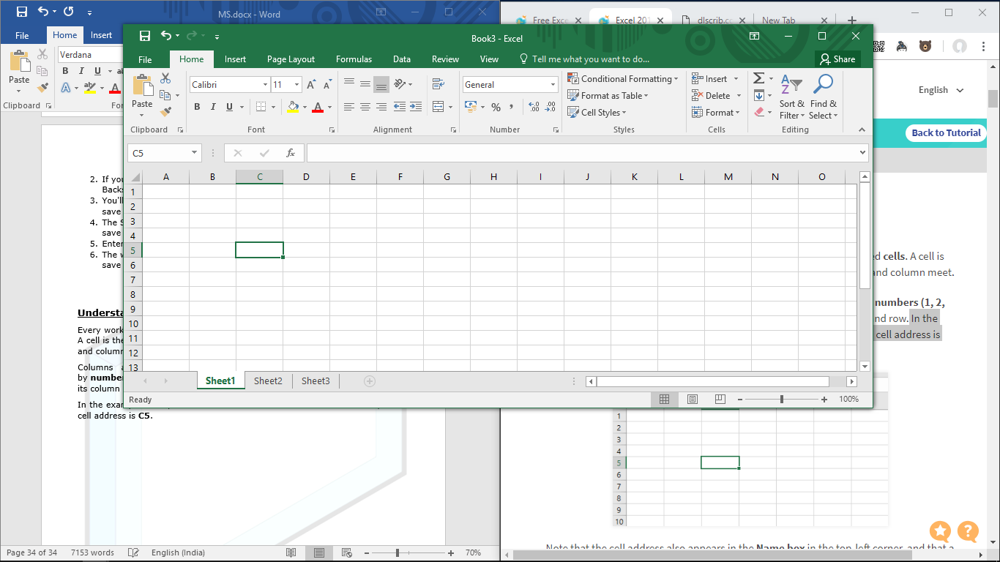 MS.docx - Word
File
Home
Insert
Verdana
Paste
B I U
Clipboard
Free Exce
Excel 201
dlscrib.co
New Tab
English
Back to Tutorial
Book3 - Excel
File
Home
Insert
Page Layout
Formulas
Data
Review
View
Tell me what you want to do...
Share
Paste
Clipboard
Calibri
11
B I U
Font
Alignment
General
%
Number
Conditional Formatting
Format as Table
Cell Styles
Styles
Insert
Delete
Format
Cells
Sort & Filter
Find & Select
Editing
C5
fx
A B C D E F G H I J K L M N O
1
2
3
4
5
6
7
8
9
10
11
12
13
Sheet1
Sheet2
Sheet3
Ready
100%
2. If you
Back
3. You'll
save
4. The S
save
5. Enter
6. The w
save
Understa
Every work
A cell is the
and column
Columns a
by number
its column
In the exam
cell address is C5.
Page 34 of 34
7153 words
English (India)
70%
ed cells. A cell is
and column meet.
numbers (1, 2,
nd row. In the
cell address is
1
2
3
4
5
6
7
8
9
10
Note that the cell address also appears in the Name box in the top-left corner, and that a